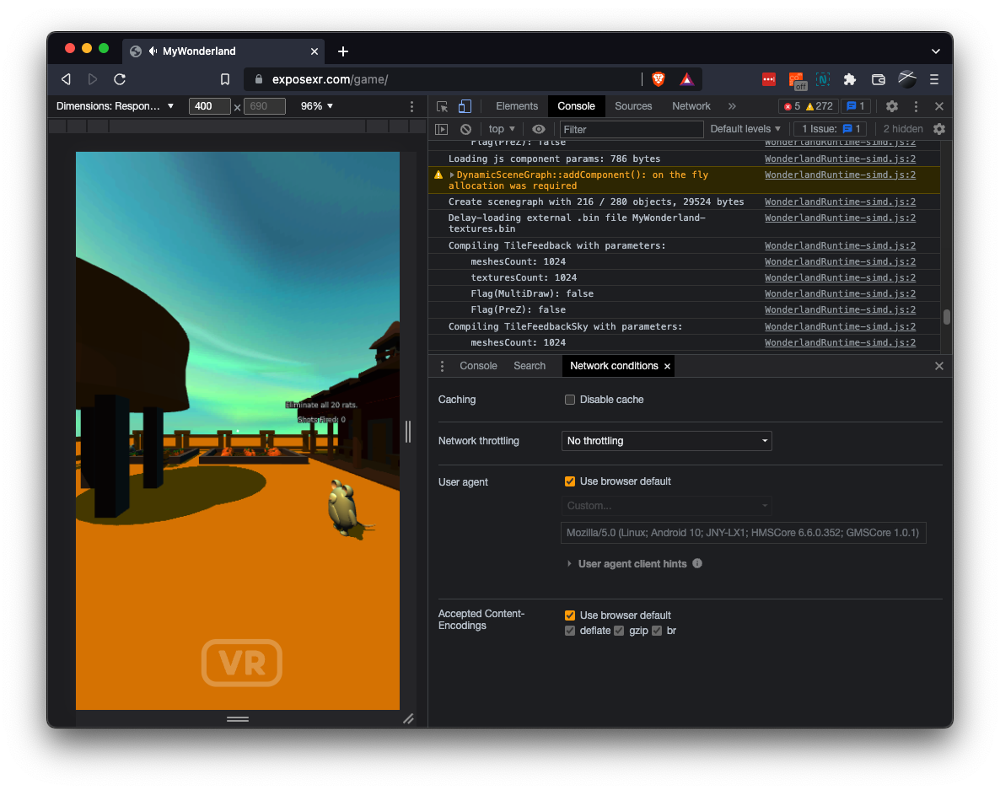 MyWonderland
exposexr.com/game/
off
Dimensions: Respon...
400
×
690
96%
Elements
Console
Sources
Network
»
5
272
1
top
Filter
Default levels
1 Issue:
1
2 hidden
Flag(PreZ): false
WonderlandRuntime-simd.js:2
Loading js component params: 786 bytes
WonderlandRuntime-simd.js:2
DynamicSceneGraph::addComponent(): on the fly
WonderlandRuntime-simd.js:2
allocation was required
Create scenegraph with 216 / 280 objects, 29524 bytes
WonderlandRuntime-simd.js:2
Delay-loading external .bin file MyWonderland-
WonderlandRuntime-simd.js:2
textures.bin
Compiling TileFeedback with parameters:
WonderlandRuntime-simd.js:2
meshesCount: 1024
WonderlandRuntime-simd.js:2
texturesCount: 1024
WonderlandRuntime-simd.js:2
Flag(MultiDraw): false
WonderlandRuntime-simd.js:2
Flag(PreZ): false
WonderlandRuntime-simd.js:2
Compiling TileFeedbackSky with parameters:
WonderlandRuntime-simd.js:2
meshesCount: 1024
WonderlandRuntime-simd.js:2
Eliminate all 20 rats.
Shots Fired: 0
VR
Console
Search
Network conditions
Caching
Disable cache
Network throttling
No throttling
User agent
Use browser default
Custom...
Mozilla/5.0 (Linux; Android 10; JNY-LX1; HMSCore 6.6.0.352; GMSCore 1.0.1)
User agent client hints
Accepted Content-
Encodings
Use browser default
deflate
gzip
br